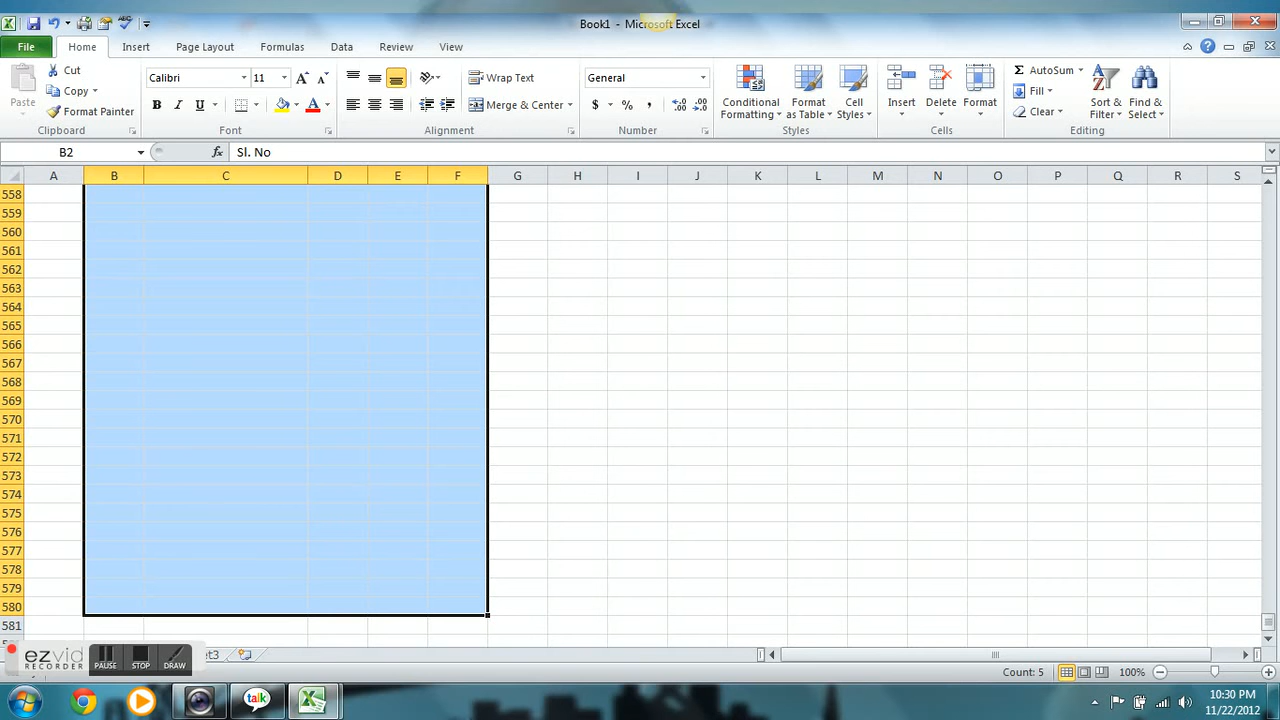 Book1 - Microsoft Excel
File Home Insert Page Layout Formulas Data Review View
Paste
Cut
Copy
Format Painter
Clipboard
Calibri 11 A A
B I U A
Font
Wrap Text
Merge & Center
Alignment
General
$ % ,
Number
Conditional Formatting
Format as Table
Cell Styles
Styles
Insert
Delete
Format
Cells
Σ AutoSum
Fill
Clear
Sort & Filter
Find & Select
Editing
B2 fx Sl. No
A B C D E F G H I J K L M N O P Q R S
558
559
560
561
562
563
564
565
566
567
568
569
570
571
572
573
574
575
576
577
578
579
580
581
ezvid
RECORDER
PAUSE STOP DRAW
et3
Count: 5 100%
talk
10:30 PM
11/22/2012